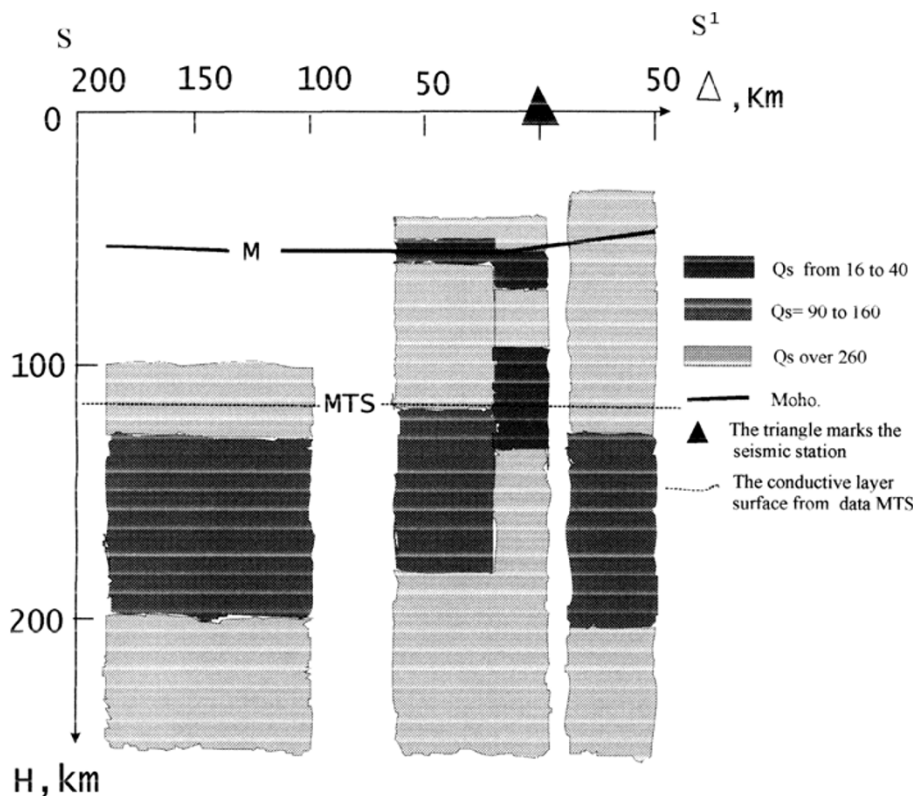 S S¹
200 150 100 50 50 △ , Km
0
M
100
MTS
200
H, km
Qs from 16 to 40
Qs= 90 to 160
Qs over 260
Moho.
The triangle marks the
seismic station
The conductive layer
surface from data MTS